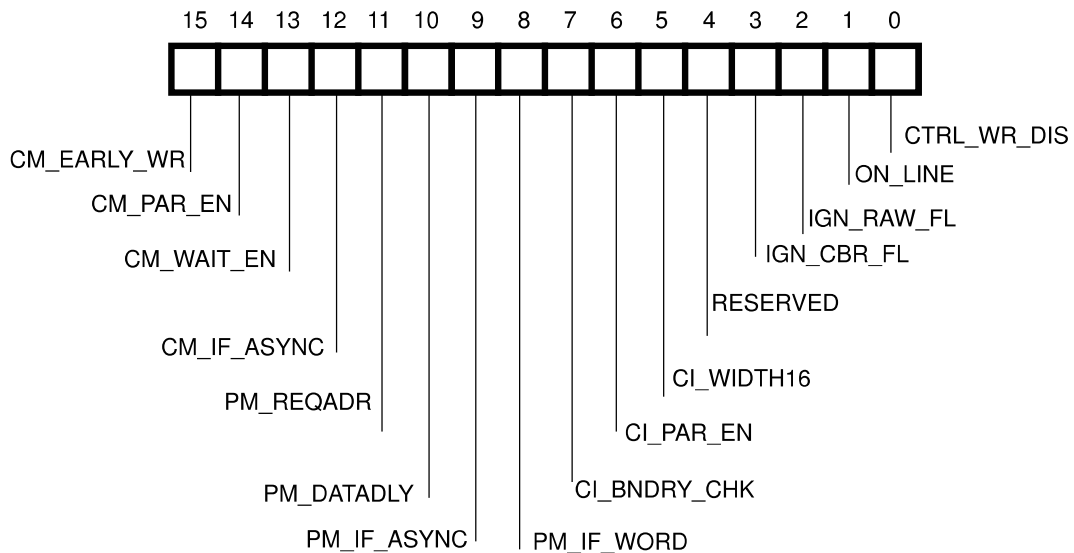 15 14 13 12 11 10 9 8 7 6 5 4 3 2 1 0
CTRL_WR_DIS
CM_EARLY_WR
ON_LINE
CM_PAR_EN
IGN_RAW_FL
CM_WAIT_EN
IGN_CBR_FL
RESERVED
CM_IF_ASYNC
CI_WIDTH16
PM_REQADR
CI_PAR_EN
PM_DATADLY
CI_BNDRY_CHK
PM_IF_ASYNC
PM_IF_WORD